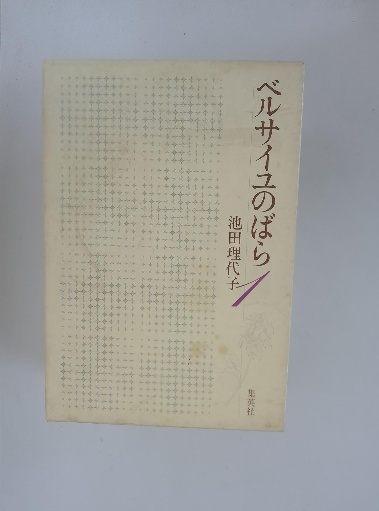 ベルサイユのばら
1
池田理代子
集英社